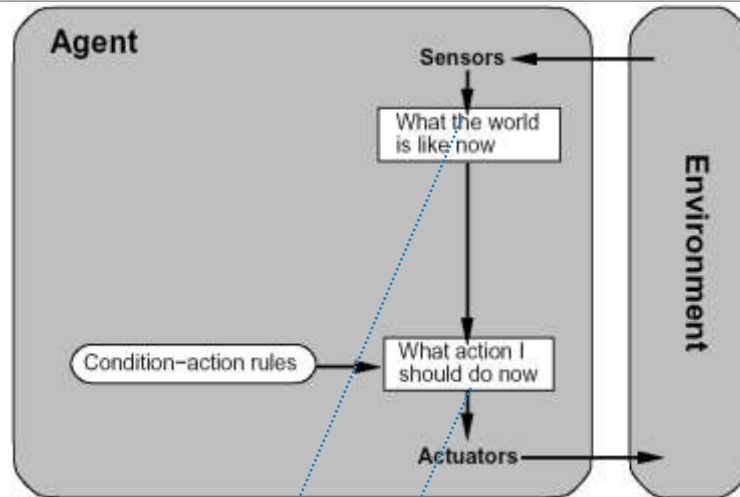 Agent
Sensors
What the world
is like now
Environment
Condition−action rules
What action I
should do now
Actuators